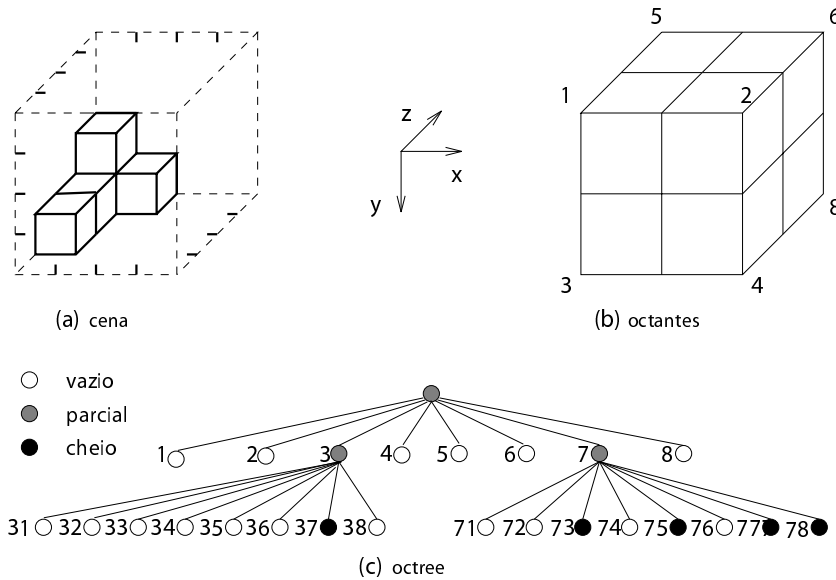 5
6
1
2
z
x
y
8
3
4
(a) cena
(b) octantes
vazio
parcial
cheio
1 2 3 4 5 6 7 8
31 32 33 34 35 36 37 38 71 72 73 74 75 76 77 78
(c) octree